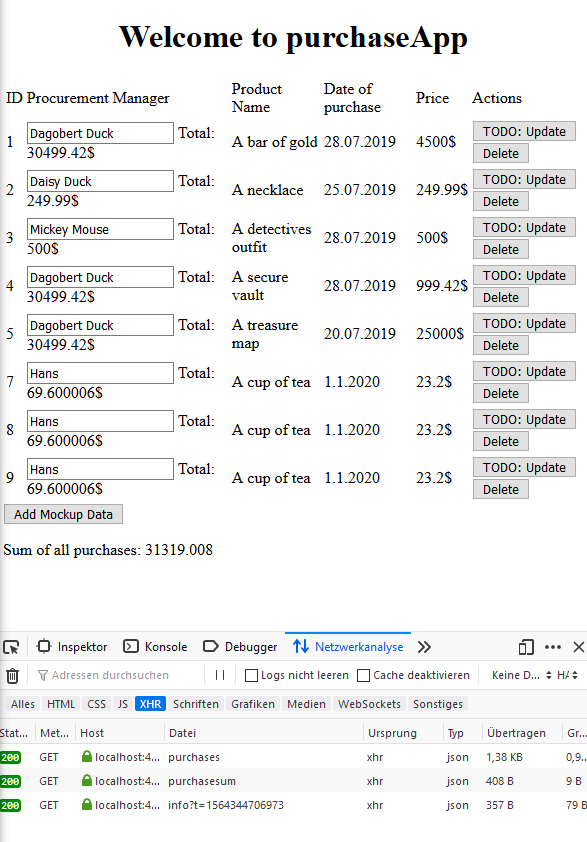 Welcome to purchaseApp
ID Procurement Manager Product Name Date of purchase Price Actions
1 Dagobert Duck Total: 30499.42$ A bar of gold 28.07.2019 4500$ TODO: Update Delete
2 Daisy Duck Total: 249.99$ A necklace 25.07.2019 249.99$ TODO: Update Delete
3 Mickey Mouse Total: 500$ A detectives outfit 28.07.2019 500$ TODO: Update Delete
4 Dagobert Duck Total: 30499.42$ A secure vault 28.07.2019 999.42$ TODO: Update Delete
5 Dagobert Duck Total: 30499.42$ A treasure map 20.07.2019 25000$ TODO: Update Delete
7 Hans Total: 69.600006$ A cup of tea 1.1.2020 23.2$ TODO: Update Delete
8 Hans Total: 69.600006$ A cup of tea 1.1.2020 23.2$ TODO: Update Delete
9 Hans Total: 69.600006$ A cup of tea 1.1.2020 23.2$ TODO: Update Delete
Add Mockup Data
Sum of all purchases: 31319.008
Inspektor Konsole Debugger Netzwerkanalyse
Adressen durchsuchen Logs nicht leeren Cache deaktivieren Keine D... HA
Alles HTML CSS JS XHR Schriften Grafiken Medien WebSockets Sonstiges
Stat... Met... Host Datei Ursprung Typ Übertragen Gr...
200 GET localhost:4... purchases xhr json 1,38 KB 0,9...
200 GET localhost:4... purchasesum xhr json 408 B 9 B
200 GET localhost:4... info?t=1564344706973 xhr json 357 B 79 B